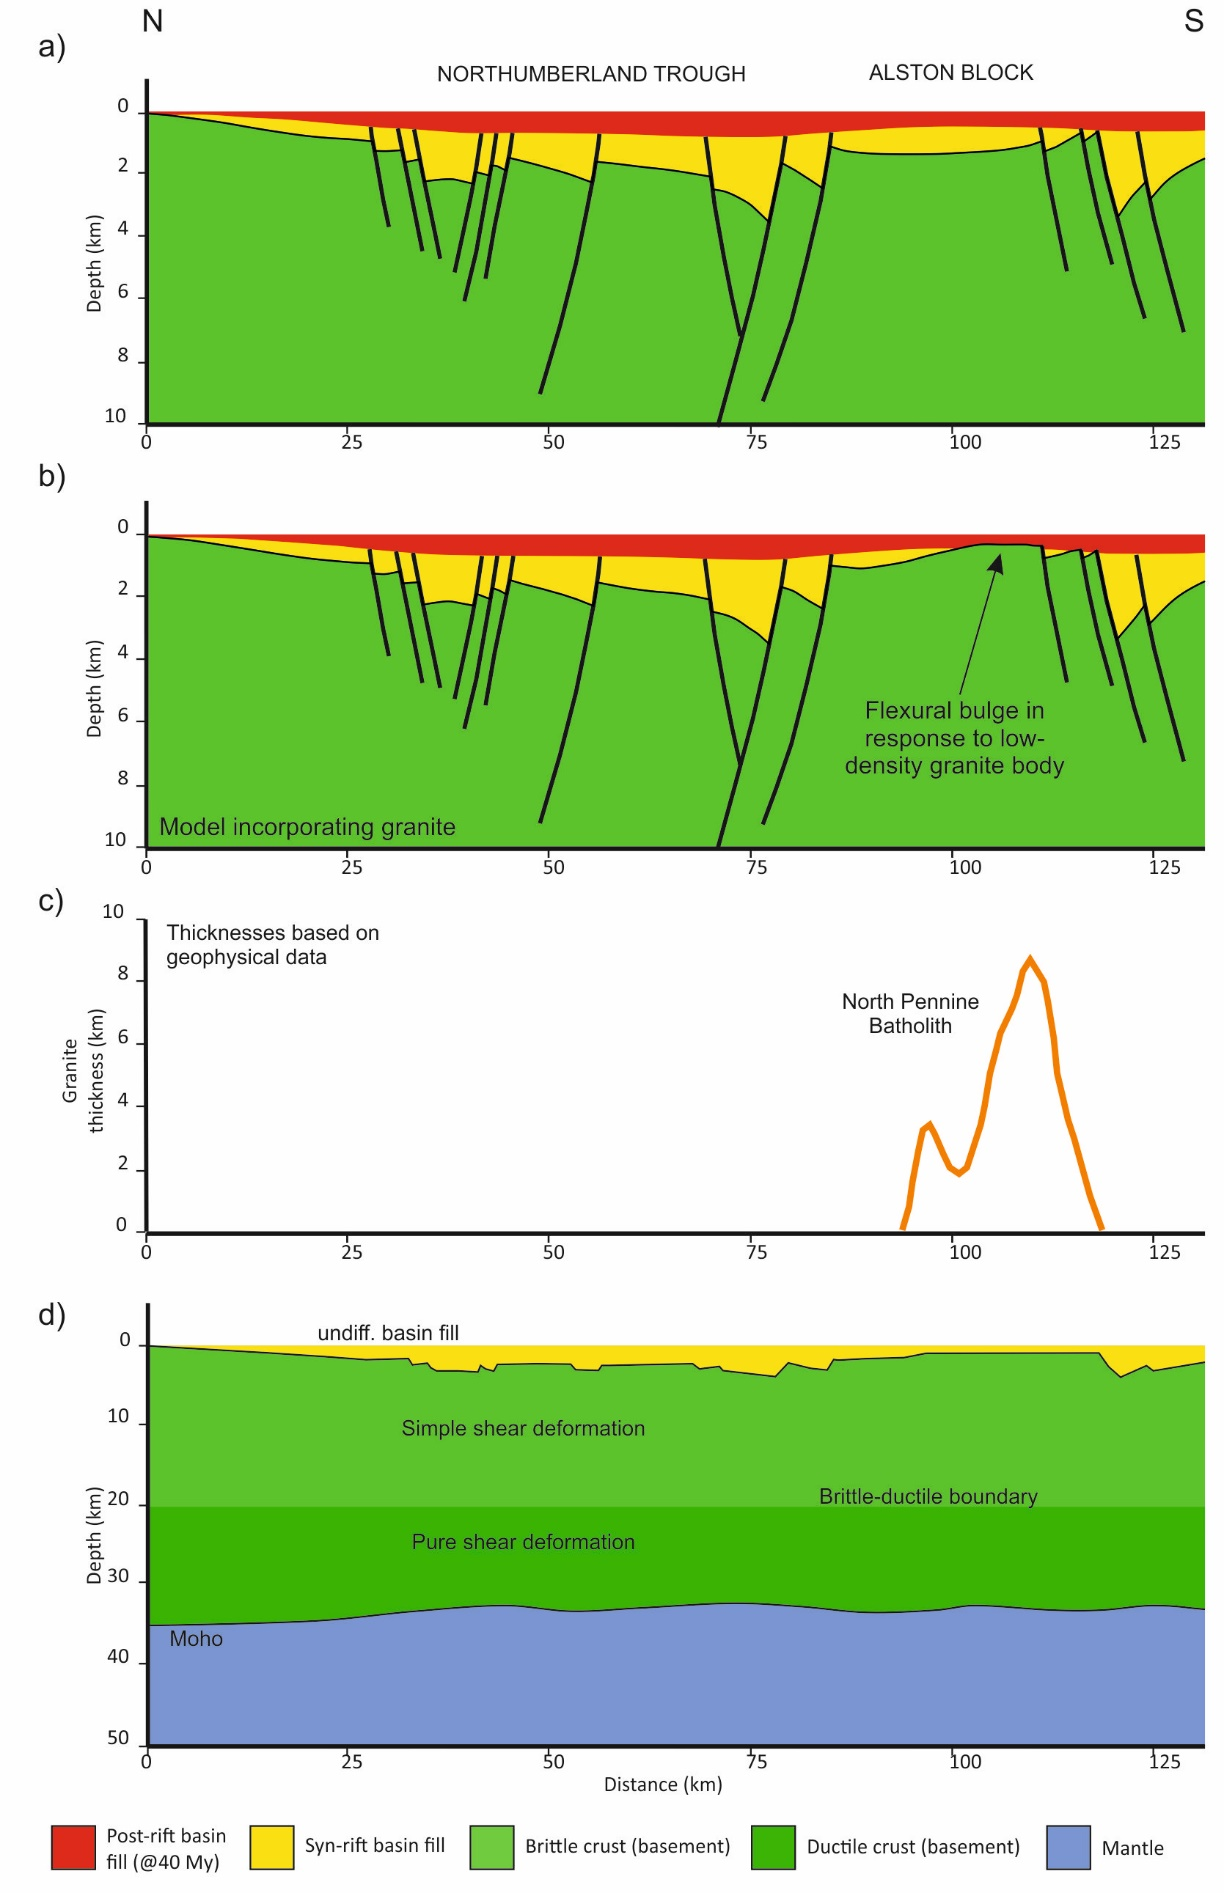 N
S
a)
NORTHUMBERLAND TROUGH
ALSTON BLOCK
0
2
4
6
8
10
Depth (km)
0
25
50
75
100
125
b)
0
2
4
6
8
10
Depth (km)
Flexural bulge in
response to low-
density granite body
Model incorporating granite
0
25
50
75
100
125
c)
10
8
6
4
2
0
Granite
thickness (km)
Thicknesses based on
geophysical data
North Pennine
Batholith
0
25
50
75
100
125
d)
undiff. basin fill
0
10
20
30
40
50
Depth (km)
Simple shear deformation
Brittle-ductile boundary
Pure shear deformation
Moho
0
25
50
75
100
125
Distance (km)
Post-rift basin
fill (@40 My)
Syn-rift basin fill
Brittle crust (basement)
Ductile crust (basement)
Mantle